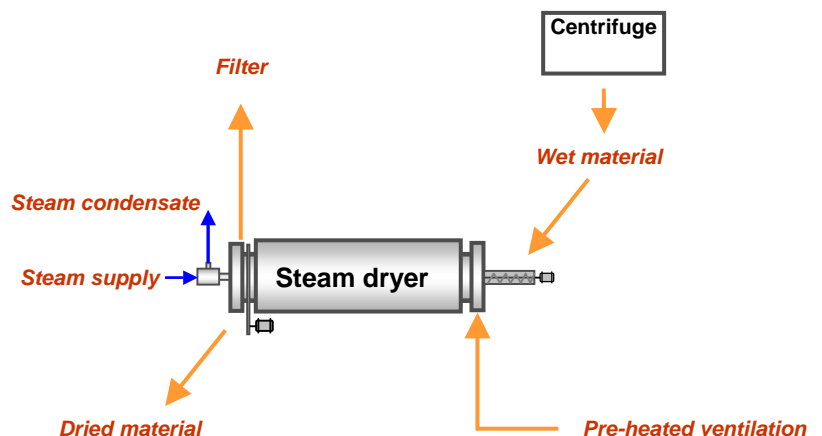 Centrifuge
Filter
Wet material
Steam condensate
Steam supply
Steam dryer
Dried material
Pre-heated ventilation